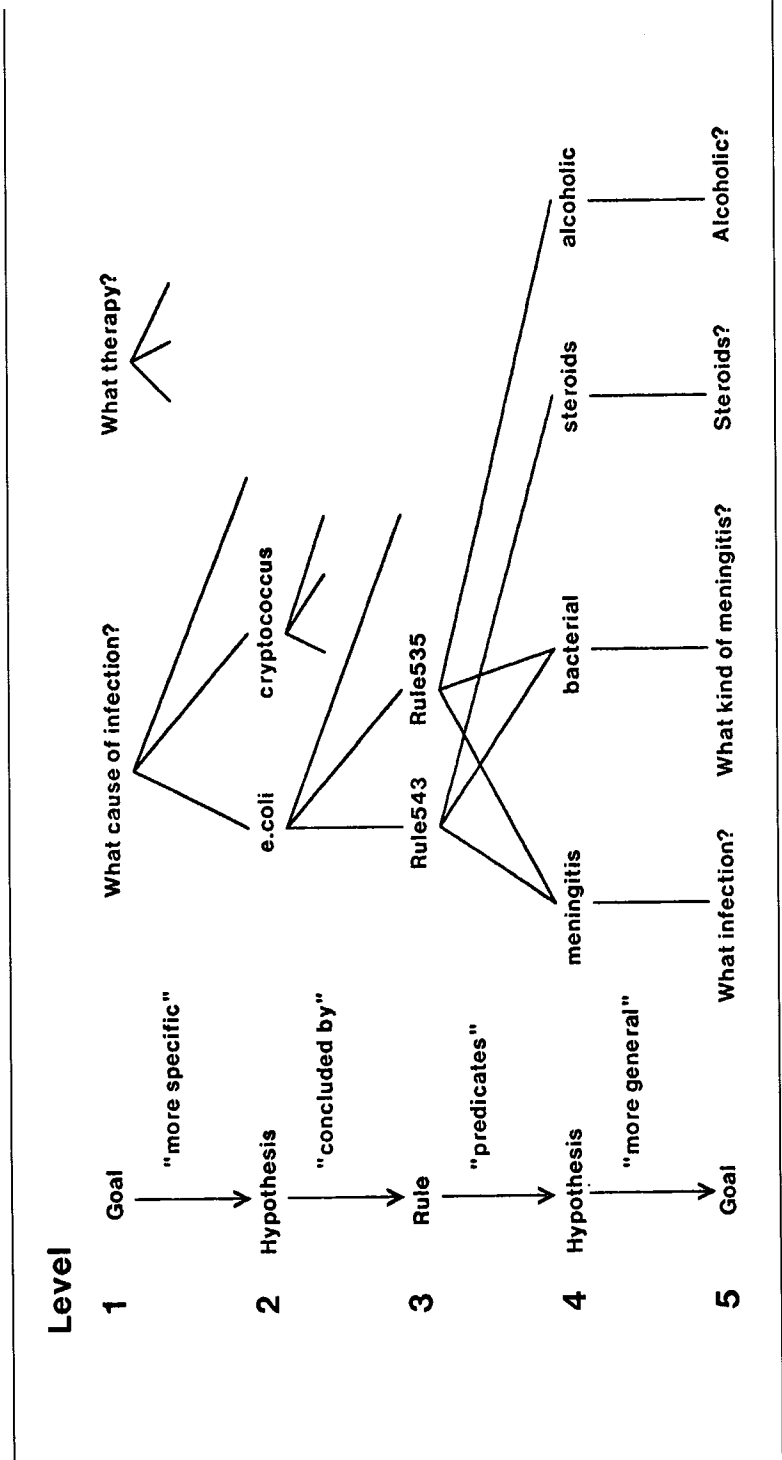 Level
1 Goal What cause of infection? What therapy?
"more specific"
2 Hypothesis e.coli cryptococcus
"concluded by"
3 Rule Rule543 Rule535
"predicates"
4 Hypothesis meningitis bacterial steroids alcoholic
"more general"
5 Goal What infection? What kind of meningitis? Steroids? Alcoholic?